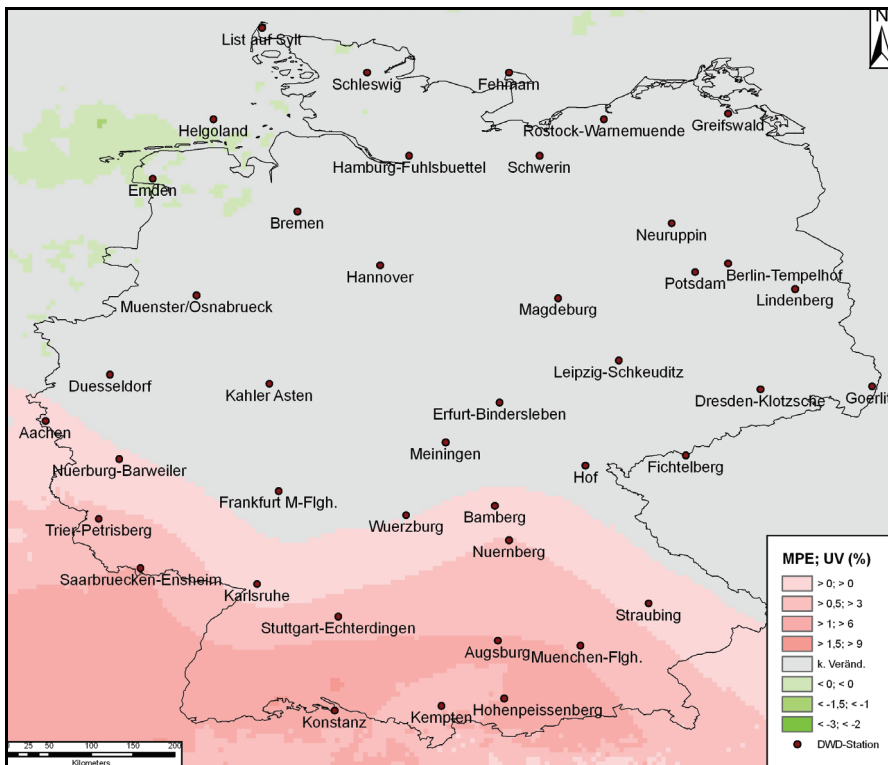 N
List auf Sylt
Schleswig
Fehmarn
Helgoland
Rostock-Warnemuende
Greifswald
Hamburg-Fuhlsbuettel
Schwerin
Emden
Bremen
Neuruppin
Hannover
Potsdam
Berlin-Tempelhof
Lindenberg
Muenster/Osnabrueck
Magdeburg
Duesseldorf
Kahler Asten
Leipzig-Schkeuditz
Erfurt-Bindersleben
Dresden-Klotzsche
Goerlit
Aachen
Meiningen
Nuerburg-Barweiler
Hof
Fichtelberg
Frankfurt M-Flgh.
Wuerzburg
Bamberg
Trier-Petrisberg
Nuernberg
Saarbruecken-Ensheim
Karlsruhe
Straubing
Stuttgart-Echterdingen
Augsburg
Muenchen-Flgh.
Konstanz
Kempten
Hohenpeissenberg
MPE; UV (%)
> 0; > 0
> 0,5; > 3
> 1; > 6
> 1,5; > 9
k. Veränd.
< 0; < 0
< -1,5; < -1
< -3; < -2
DWD-Station
0 25 50 100 150 200
Kilometers